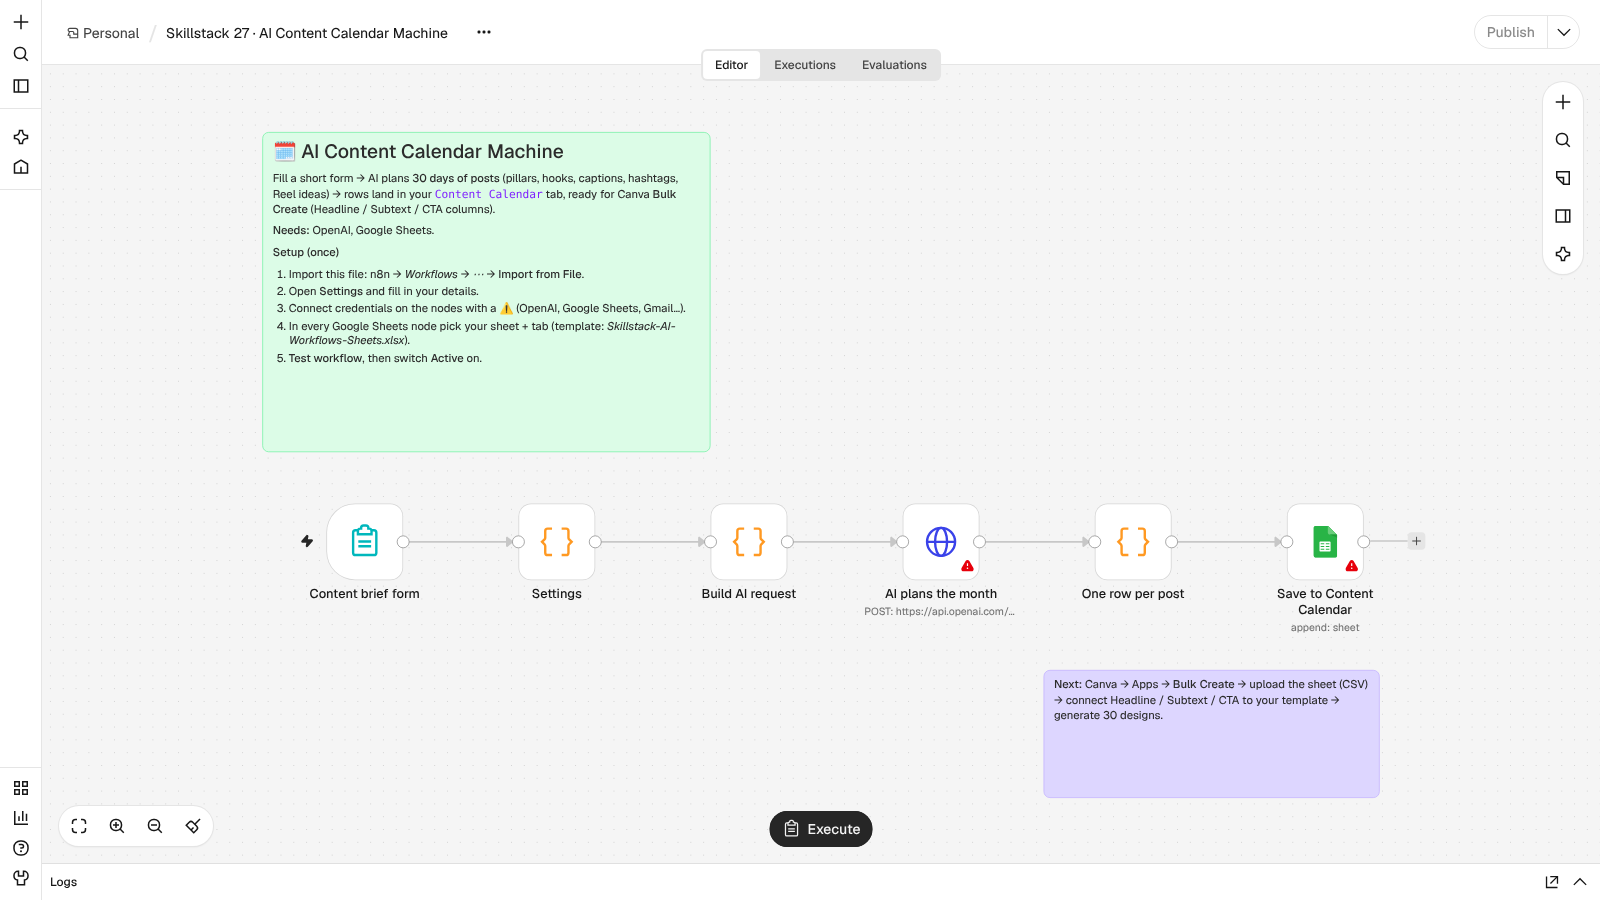 Personal / Skillstack 27 · AI Content Calendar Machine ···
Publish
Editor Executions Evaluations
🗓️ AI Content Calendar Machine
Fill a short form → AI plans 30 days of posts (pillars, hooks, captions, hashtags,
Reel ideas) → rows land in your Content Calendar tab, ready for Canva Bulk
Create (Headline / Subtext / CTA columns).
Needs: OpenAI, Google Sheets.
Setup (once)
1. Import this file: n8n → Workflows → ⋯ → Import from File.
2. Open Settings and fill in your details.
3. Connect credentials on the nodes with a ⚠️ (OpenAI, Google Sheets, Gmail…).
4. In every Google Sheets node pick your sheet + tab (template: Skillstack-AI-
Workflows-Sheets.xlsx).
5. Test workflow, then switch Active on.
Content brief form
Settings
Build AI request
AI plans the month
POST: https://api.openai.com/...
One row per post
Save to Content
Calendar
append: sheet
Next: Canva → Apps → Bulk Create → upload the sheet (CSV)
→ connect Headline / Subtext / CTA to your template →
generate 30 designs.
Execute
Logs